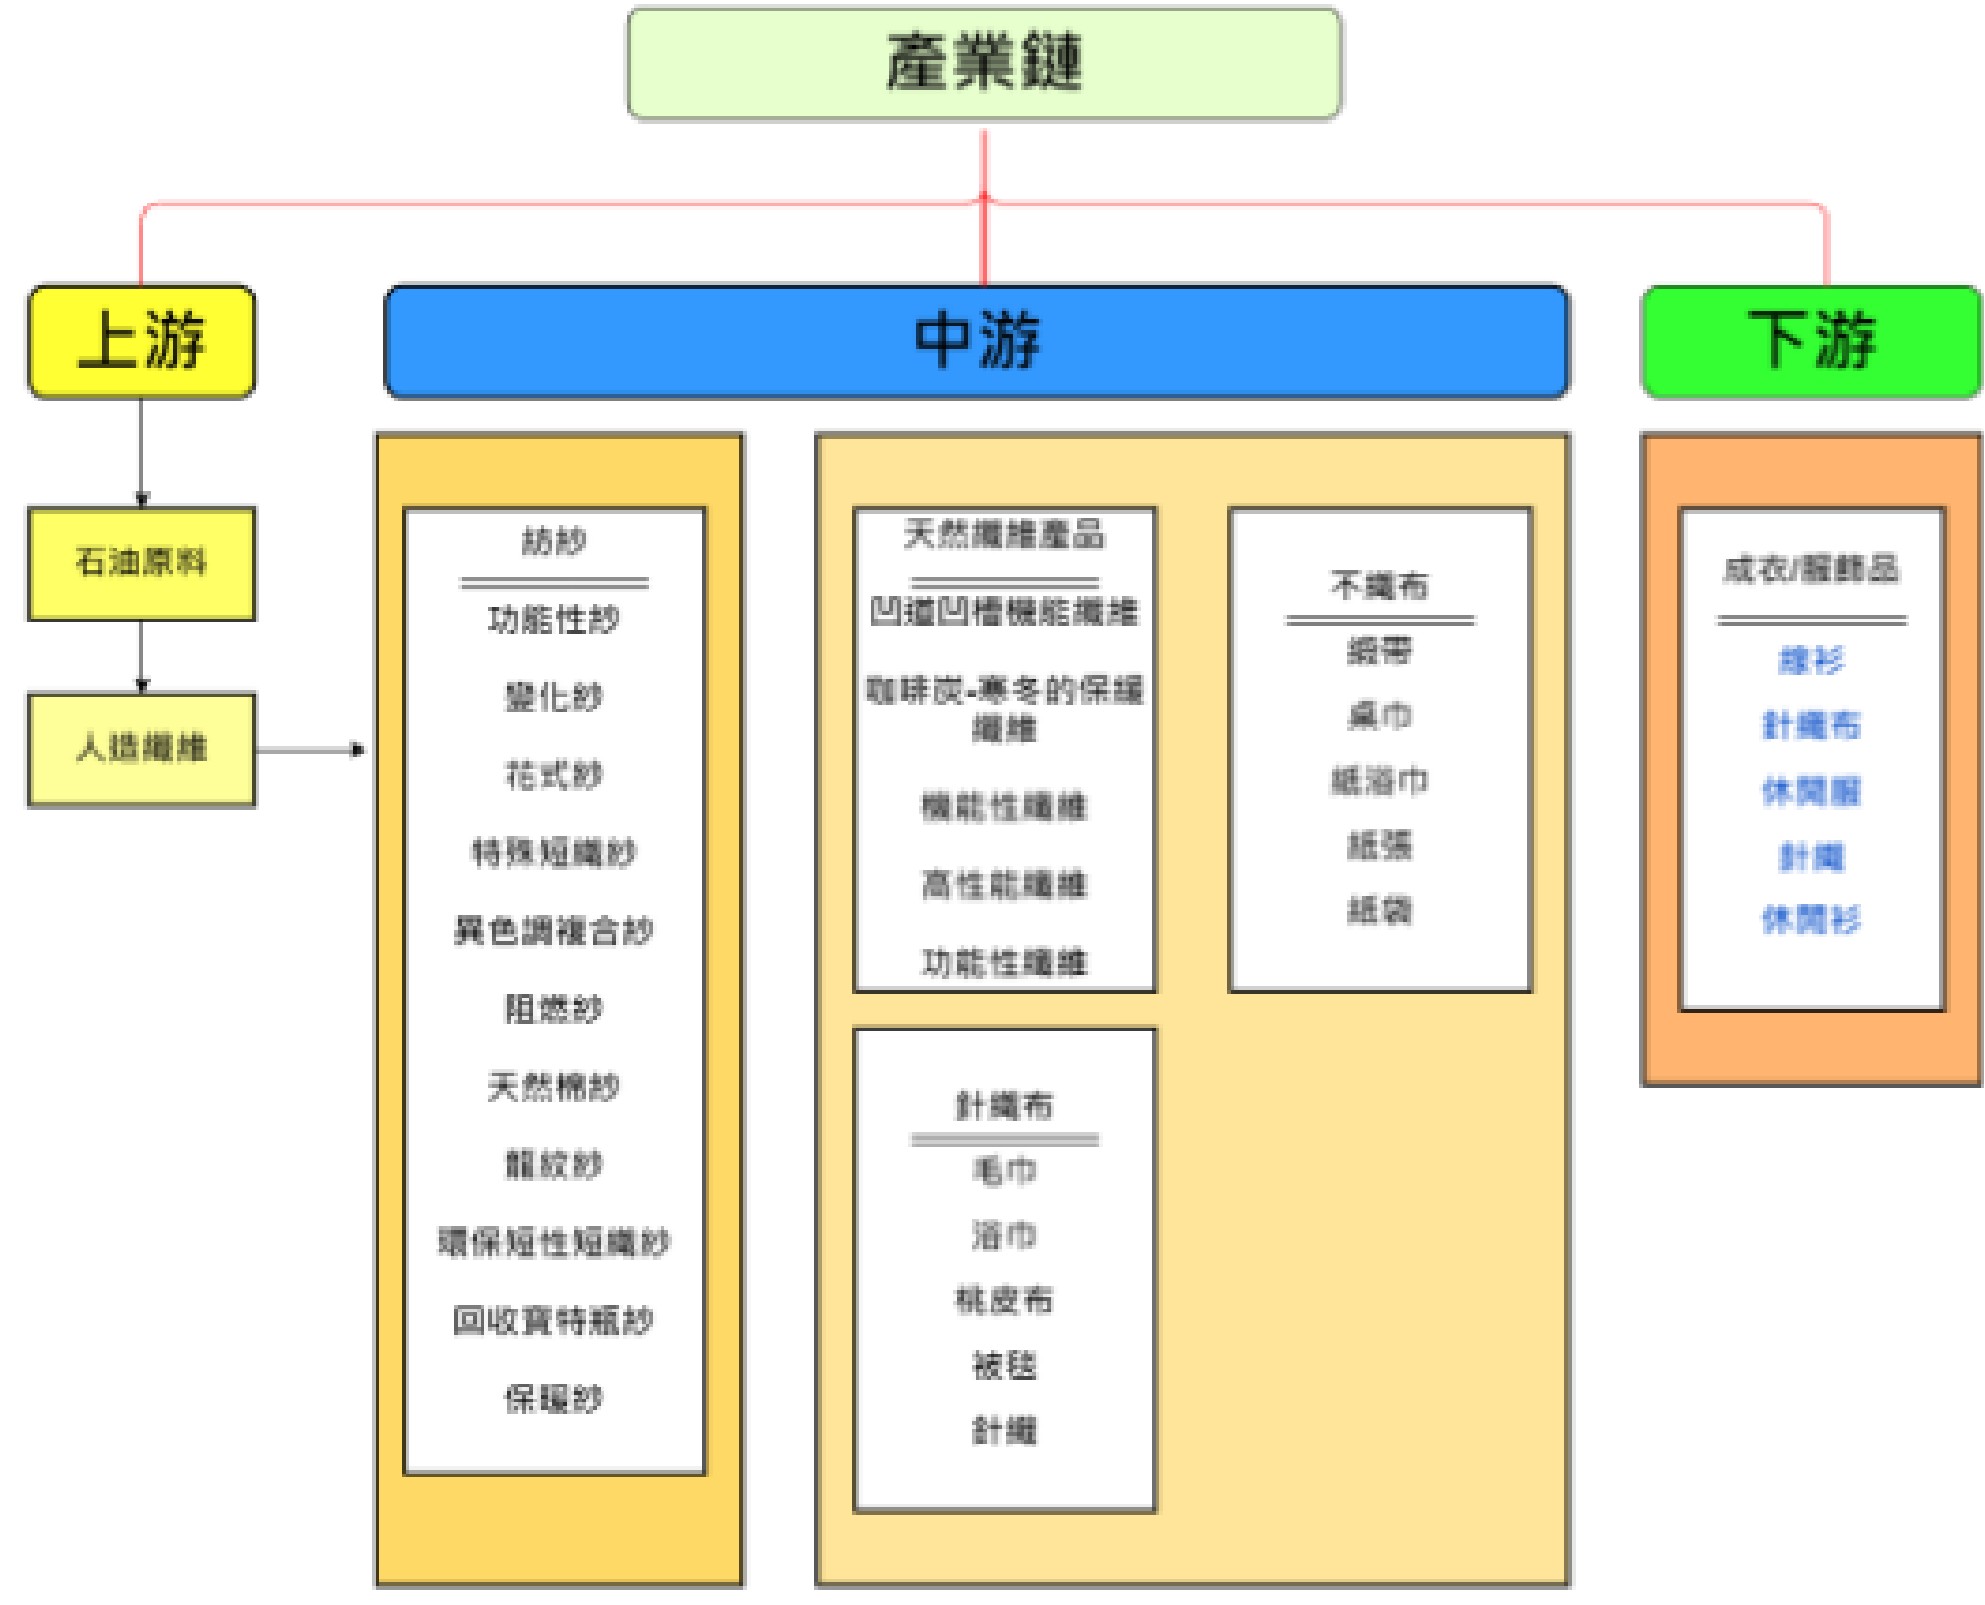 產業鏈
上游
中游
下游
石油原料
人造纖維
紡紗
功能性紗
變化紗
花式紗
特殊短纖紗
異色調複合紗
阻燃紗
天然棉紗
龍紋紗
環保短性短纖紗
回收寶特瓶紗
保暖紗
天然纖維產品
凹道凹槽機能纖維
咖啡炭-寒冬的保緩
纖維
機能性纖維
高性能纖維
功能性纖維
不織布
緞帶
桌巾
紙浴巾
紙張
紙袋
針織布
毛巾
浴巾
桃皮布
被毯
針織
成衣/服飾品
針織布
休閒服
針織
休閒衫